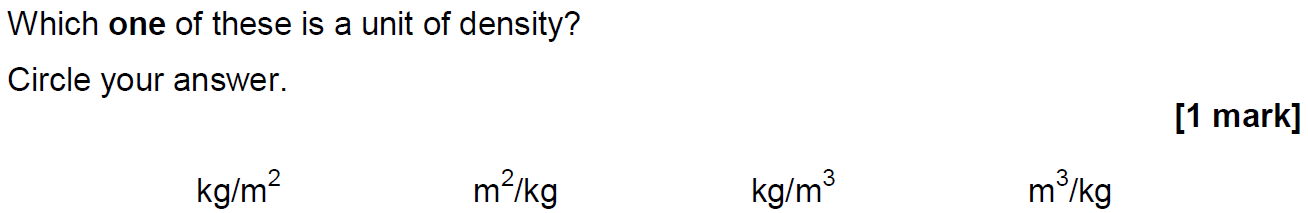 Which one of these is a unit of density?
Circle your answer.
[1 mark]
kg/m² m²/kg kg/m³ m³/kg